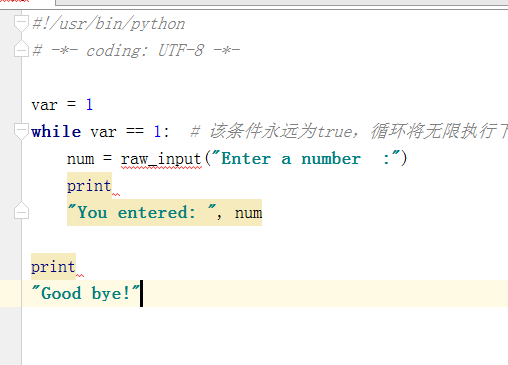 #!/usr/bin/python
# -*- coding: UTF-8 -*-
var = 1
while var == 1:  # 该条件永远为true，循环将无限执行下
num = raw_input("Enter a number  :")
print
"You entered: ", num
print
"Good bye!"